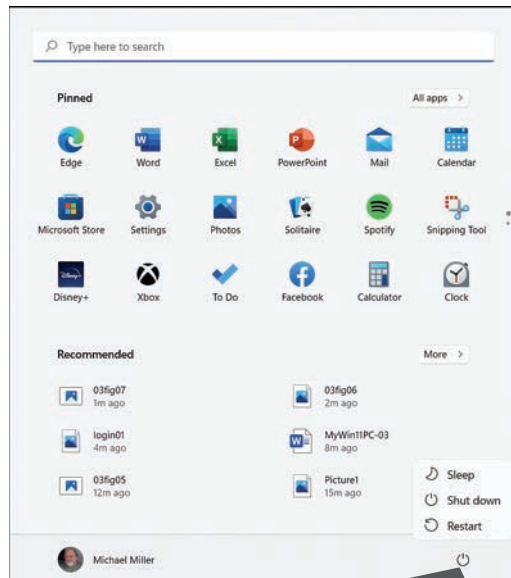 Type here to search
Pinned
All apps >
Edge Word Excel PowerPoint Mail Calendar
Microsoft Store Settings Photos Solitaire Spotify Snipping Tool
Disney+
Disney+ Xbox To Do Facebook Calculator Clock
Recommended
More >
03fig07
1m ago
03fig06
2m ago
login01
4m ago
MyWin11PC-03
8m ago
03fig05
12m ago
Picture1
15m ago
Sleep
Shut down
Restart
Michael Miller